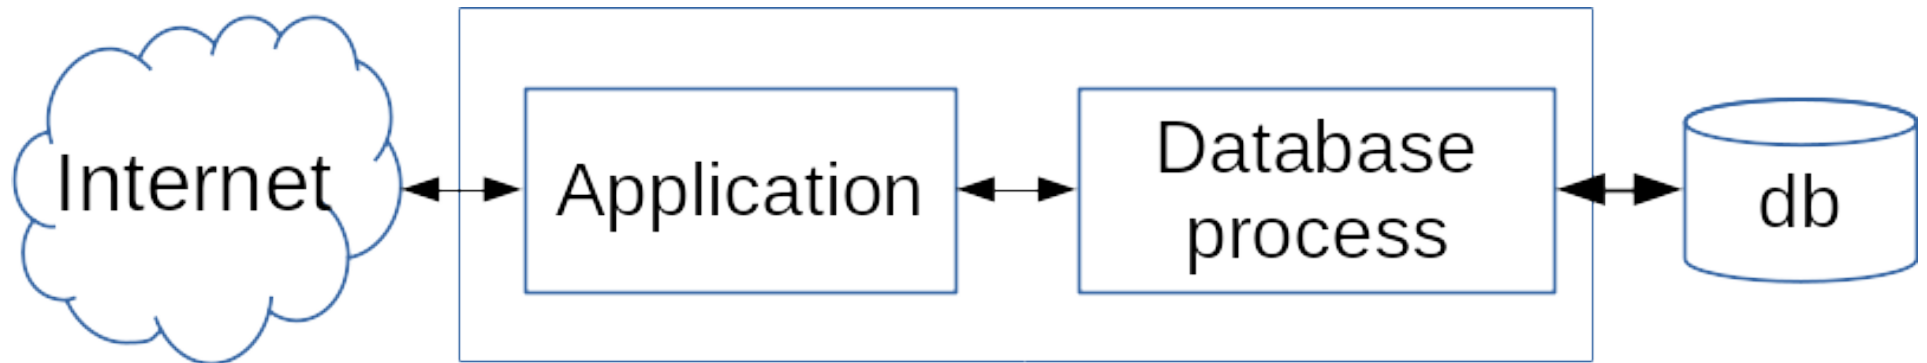 Internet
Application
Database
process
db